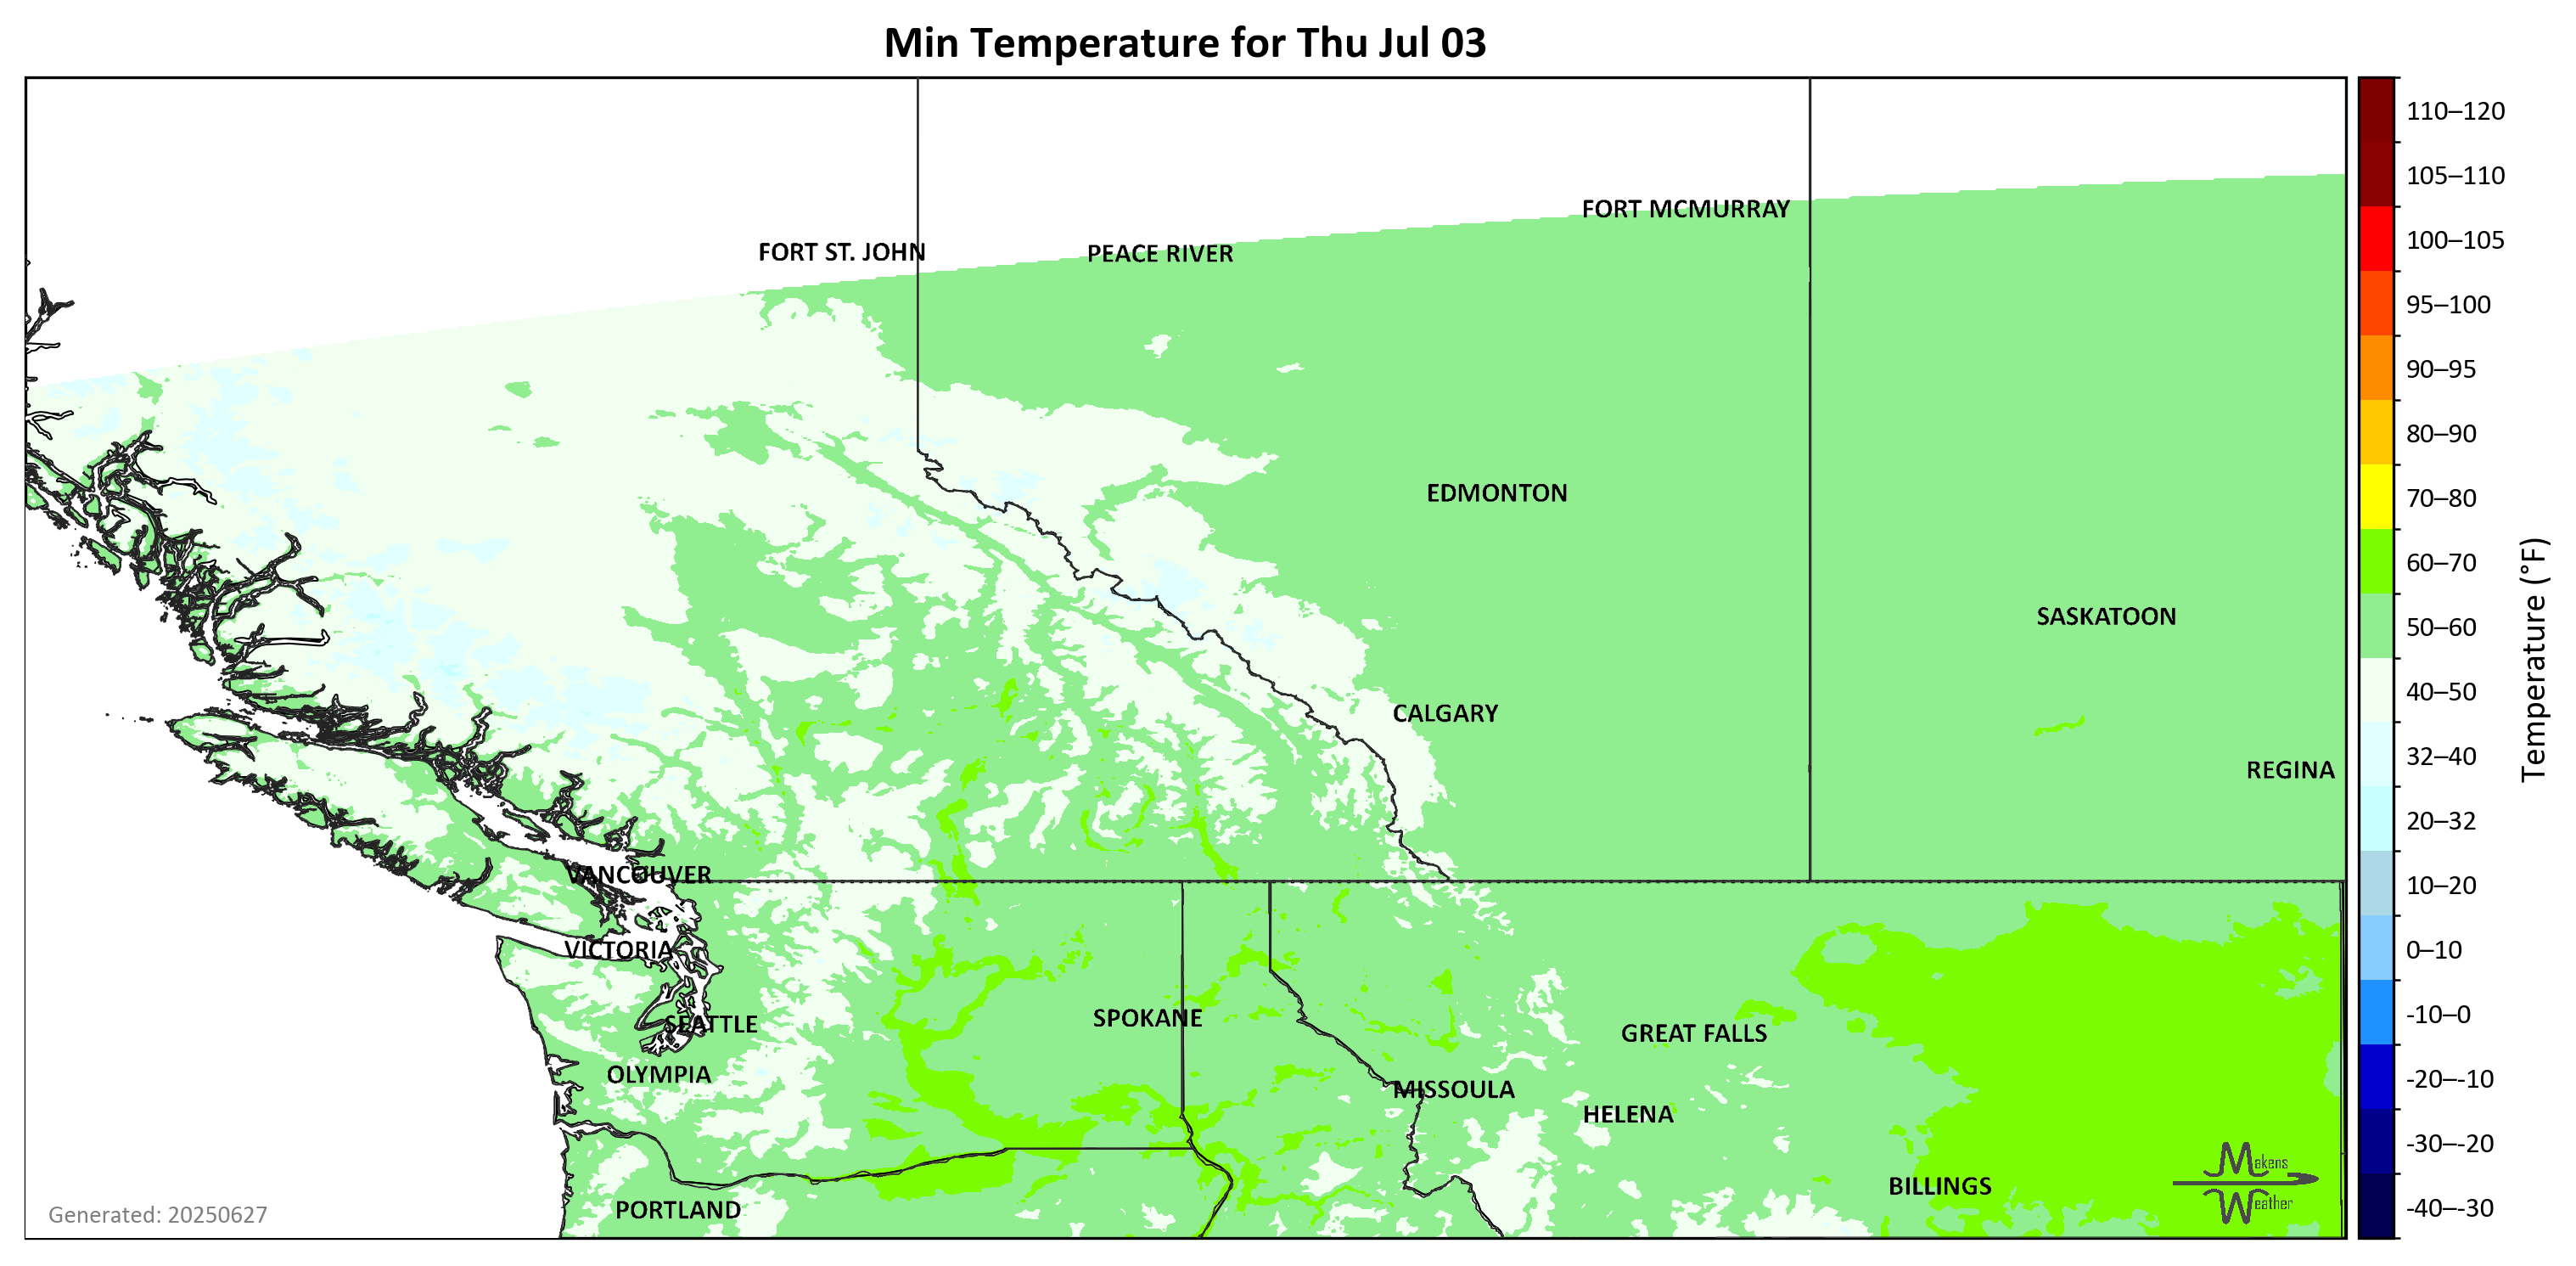 Min Temperature for Thu Jul 03
110–120
105–110
FORT MCMURRAY
100–105
FORT ST. JOHN
PEACE RIVER
95–100
90–95
80–90
EDMONTON
70–80
60–70
SASKATOON
50–60
40–50
CALGARY
32–40
REGINA
Temperature (°F)
20–32
VANCOUVER
10–20
VICTORIA
0–10
SPOKANE
-10–0
SEATTLE
GREAT FALLS
OLYMPIA
-20–-10
MISSOULA
HELENA
-30–-20
Makens
Weather
BILLINGS
PORTLAND
-40–-30
Generated: 20250627